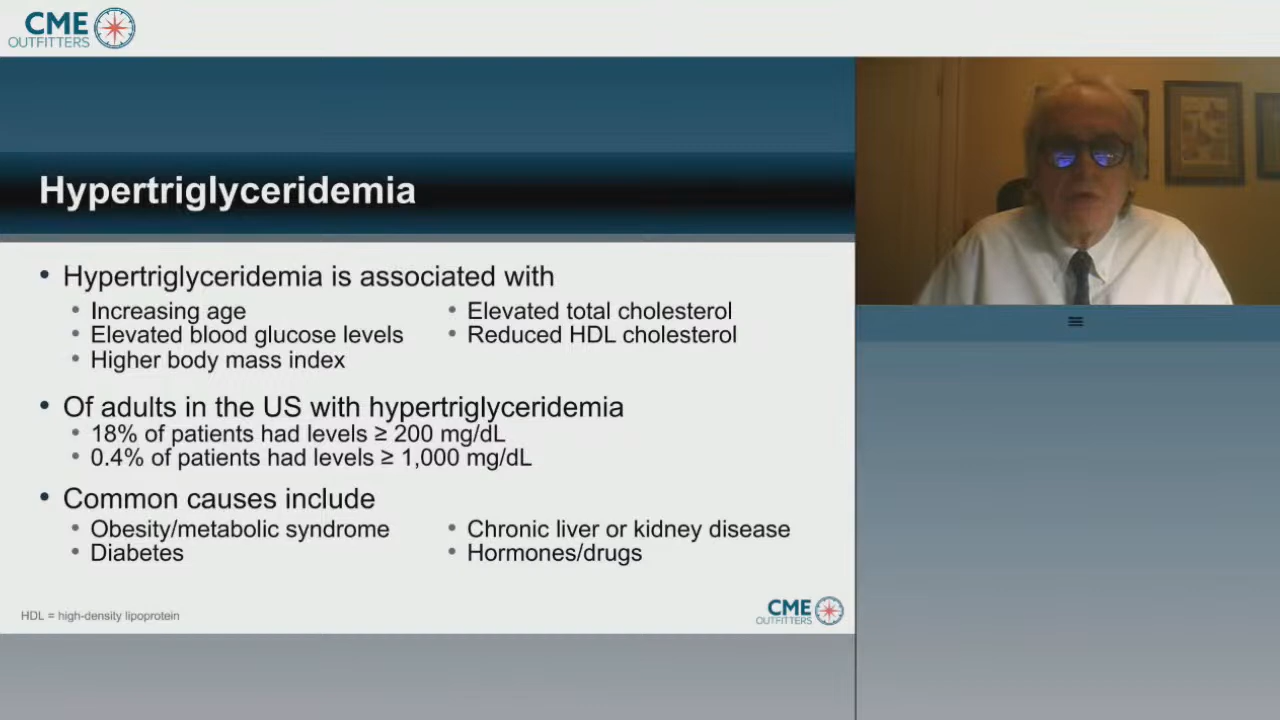 CME
OUTFITTERS
Hypertriglyceridemia
• Hypertriglyceridemia is associated with
• Increasing age
• Elevated blood glucose levels
• Higher body mass index
• Elevated total cholesterol
• Reduced HDL cholesterol
• Of adults in the US with hypertriglyceridemia
• 18% of patients had levels ≥ 200 mg/dL
• 0.4% of patients had levels ≥ 1,000 mg/dL
• Common causes include
• Obesity/metabolic syndrome
• Diabetes
• Chronic liver or kidney disease
• Hormones/drugs
HDL = high-density lipoprotein
CME
OUTFITTERS